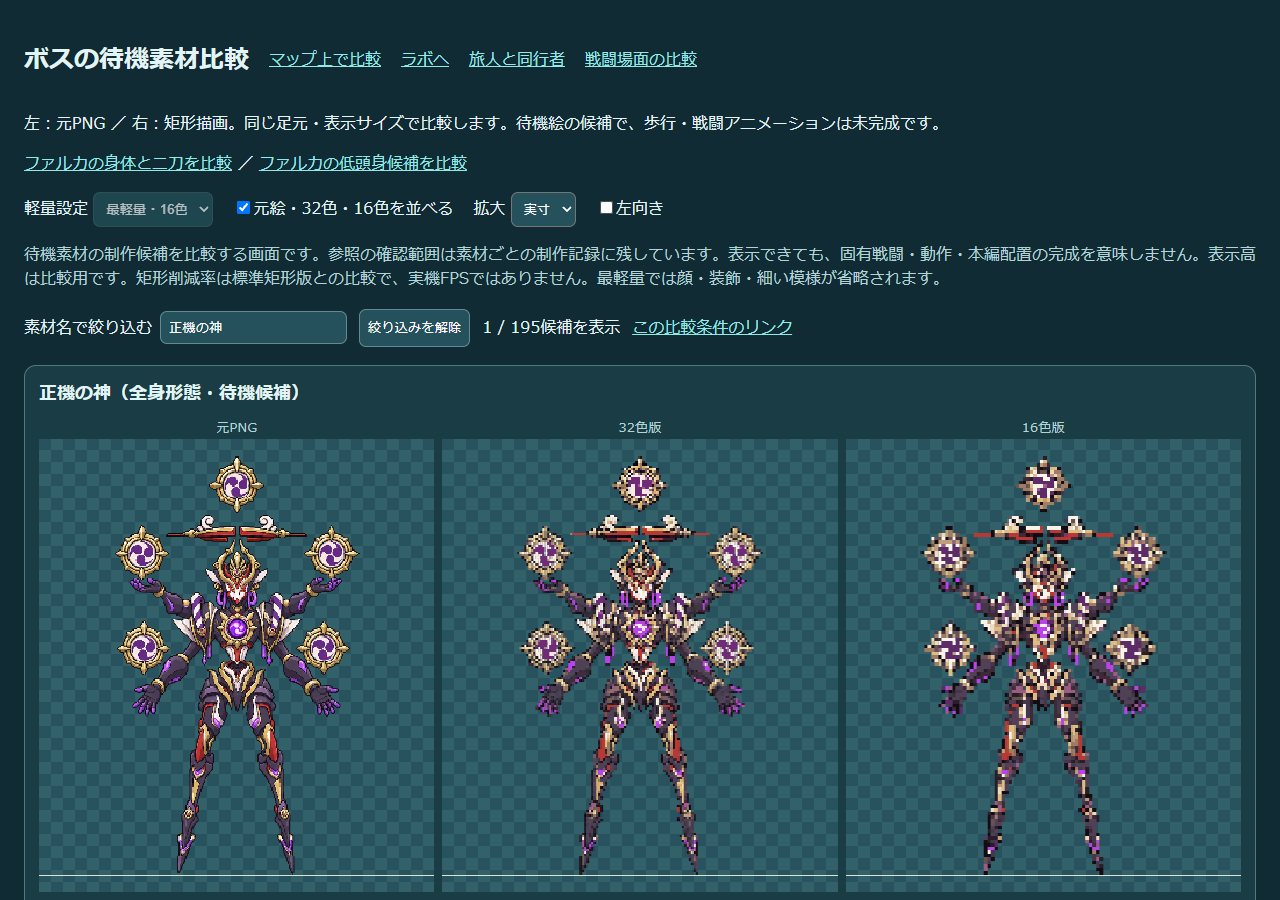 ボスの待機素材比較 マップ上で比較 ラボへ 旅人と同行者 戦闘場面の比較
左：元PNG ／ 右：矩形描画。同じ足元・表示サイズで比較します。待機絵の候補で、歩行・戦闘アニメーションは未完成です。
ファルカの身体と二刀を比較 ／ ファルカの低頭身候補を比較
軽量設定 最軽量・16色 元絵・32色・16色を並べる 拡大 実寸 左向き
待機素材の制作候補を比較する画面です。参照の確認範囲は素材ごとの制作記録に残しています。表示できても、固有戦闘・動作・本編配置の完成を意味しません。表示高
は比較用です。矩形削減率は標準矩形版との比較で、実機FPSではありません。最軽量では顔・装飾・細い模様が省略されます。
素材名で絞り込む 正機の神 絞り込みを解除 1 / 195候補を表示 この比較条件のリンク
正機の神（全身形態・待機候補）
元PNG 32色版 16色版